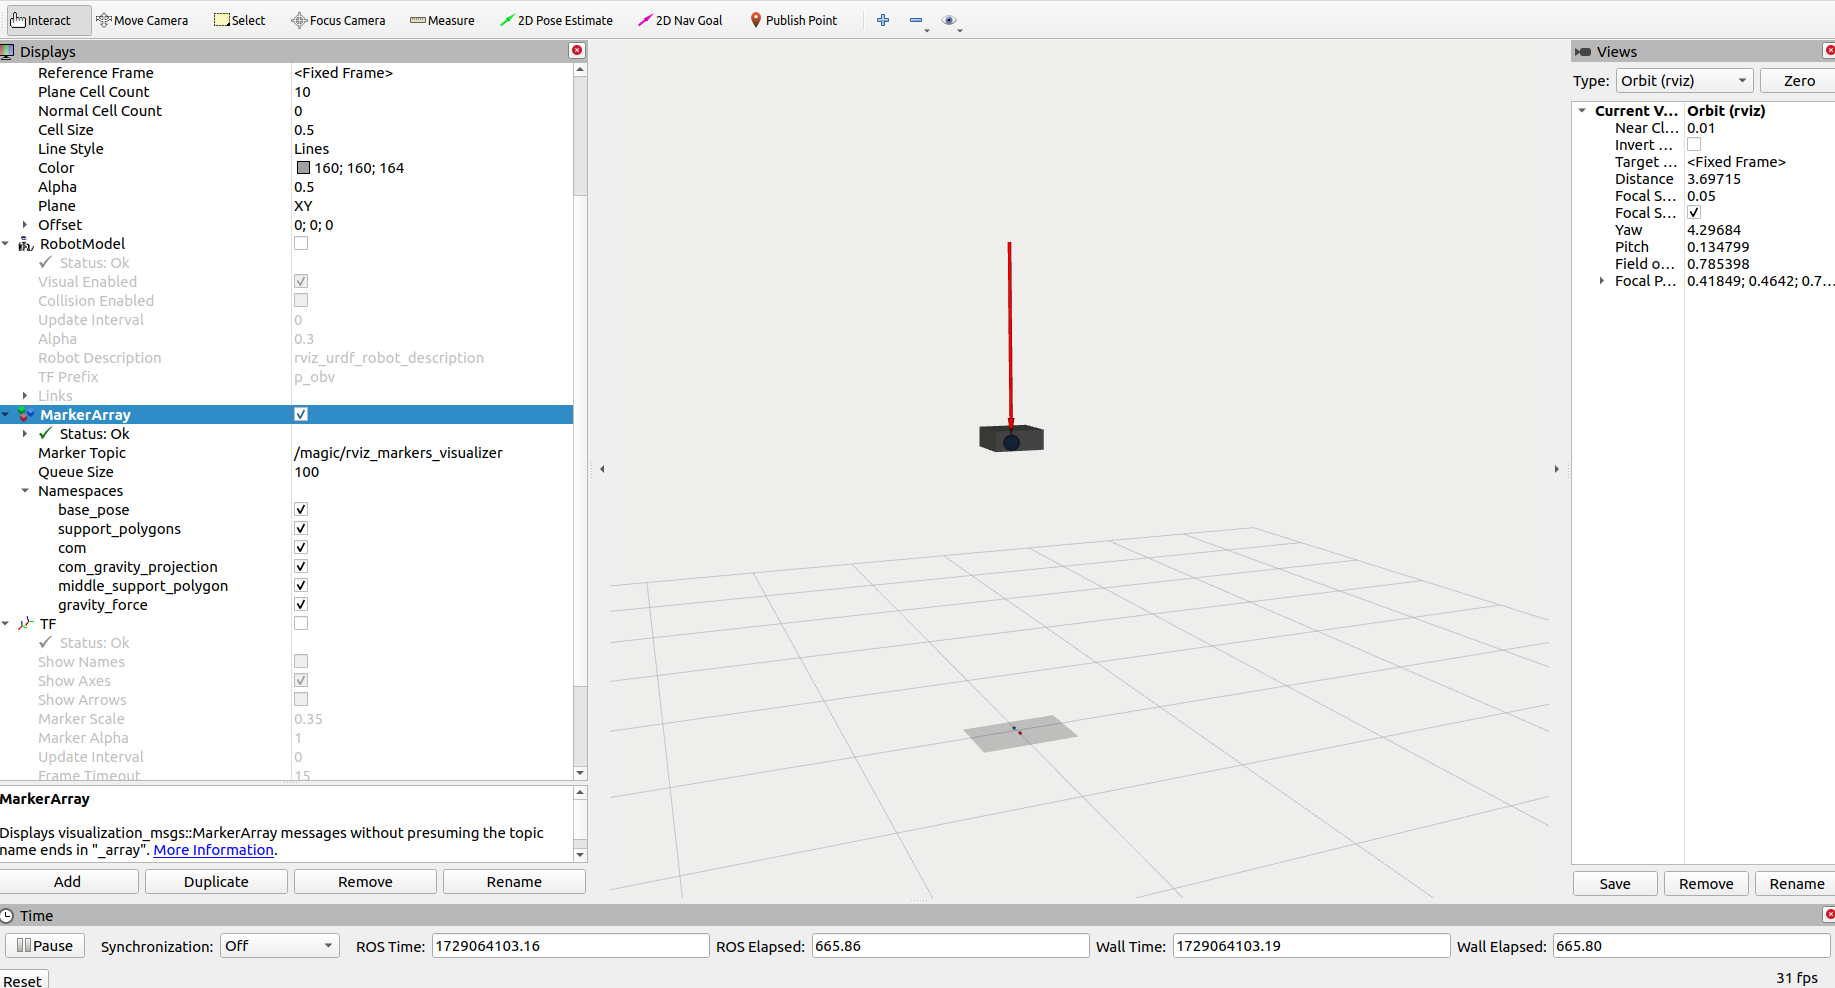 Interact Move Camera Select Focus Camera Measure 2D Pose Estimate 2D Nav Goal Publish Point
Displays
Reference Frame <Fixed Frame>
Plane Cell Count 10
Normal Cell Count 0
Cell Size 0.5
Line Style Lines
Color 160; 160; 164
Alpha 0.5
Plane XY
Offset 0; 0; 0
RobotModel
Status: Ok
Visual Enabled
Collision Enabled
Update Interval 0
Alpha 0.3
Robot Description rviz_urdf_robot_description
TF Prefix p_obv
Links
MarkerArray
Status: Ok
Marker Topic /magic/rviz_markers_visualizer
Queue Size 100
Namespaces
base_pose
support_polygons
com
com_gravity_projection
middle_support_polygon
gravity_force
TF
Status: Ok
Show Names
Show Axes
Show Arrows
Marker Scale 0.35
Marker Alpha 1
Update Interval 0
Frame Timeout 15
MarkerArray
Displays visualization_msgs::MarkerArray messages without presuming the topic
name ends in "_array". More Information.
Add Duplicate Remove Rename
Views
Type: Orbit (rviz) Zero
Current V... Orbit (rviz)
Near Cl... 0.01
Invert ...
Target ... <Fixed Frame>
Distance 3.69715
Focal S... 0.05
Focal S...
Yaw 4.29684
Pitch 0.134799
Field o... 0.785398
Focal P... 0.41849; 0.4642; 0.7...
Save Remove Rename
Time
Pause Synchronization: Off ROS Time: 1729064103.16 ROS Elapsed: 665.86 Wall Time: 1729064103.19 Wall Elapsed: 665.80
Reset 31 fps